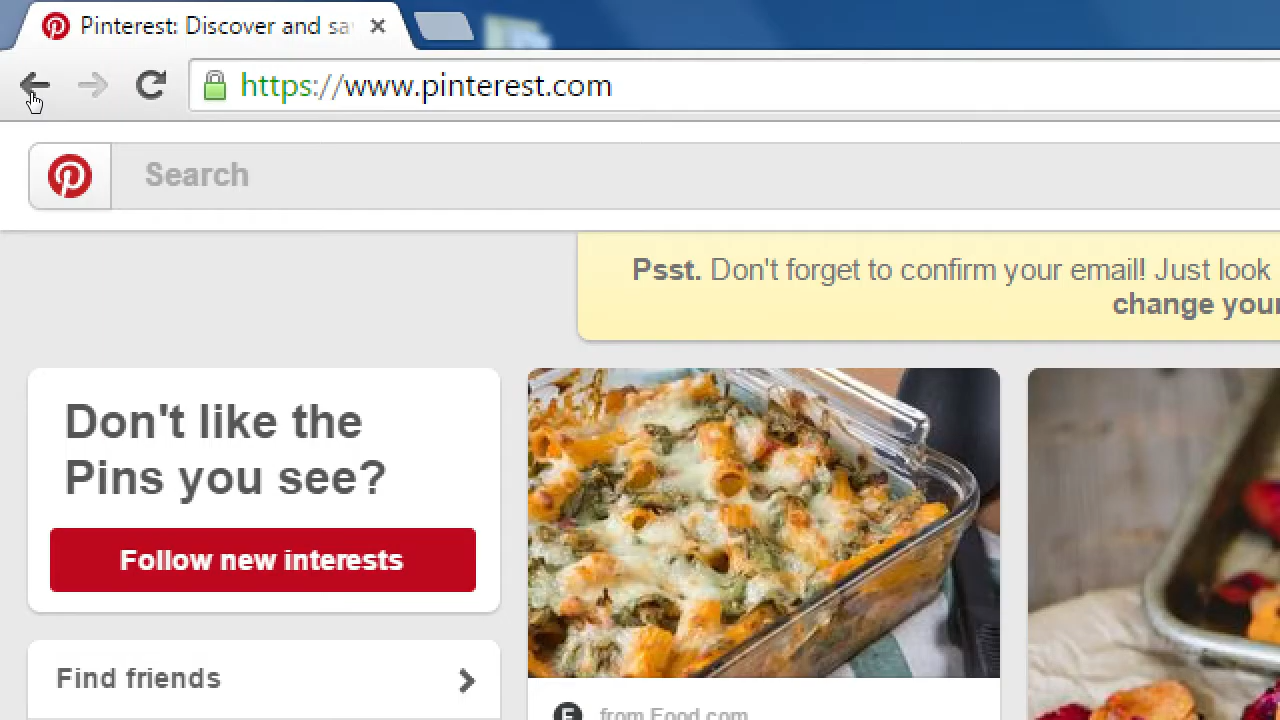 Pinterest: Discover and sa
https://www.pinterest.com
Search
Psst. Don't forget to confirm your email! Just look
change your
Don't like the
Pins you see?
Follow new interests
Find friends
from Food.com